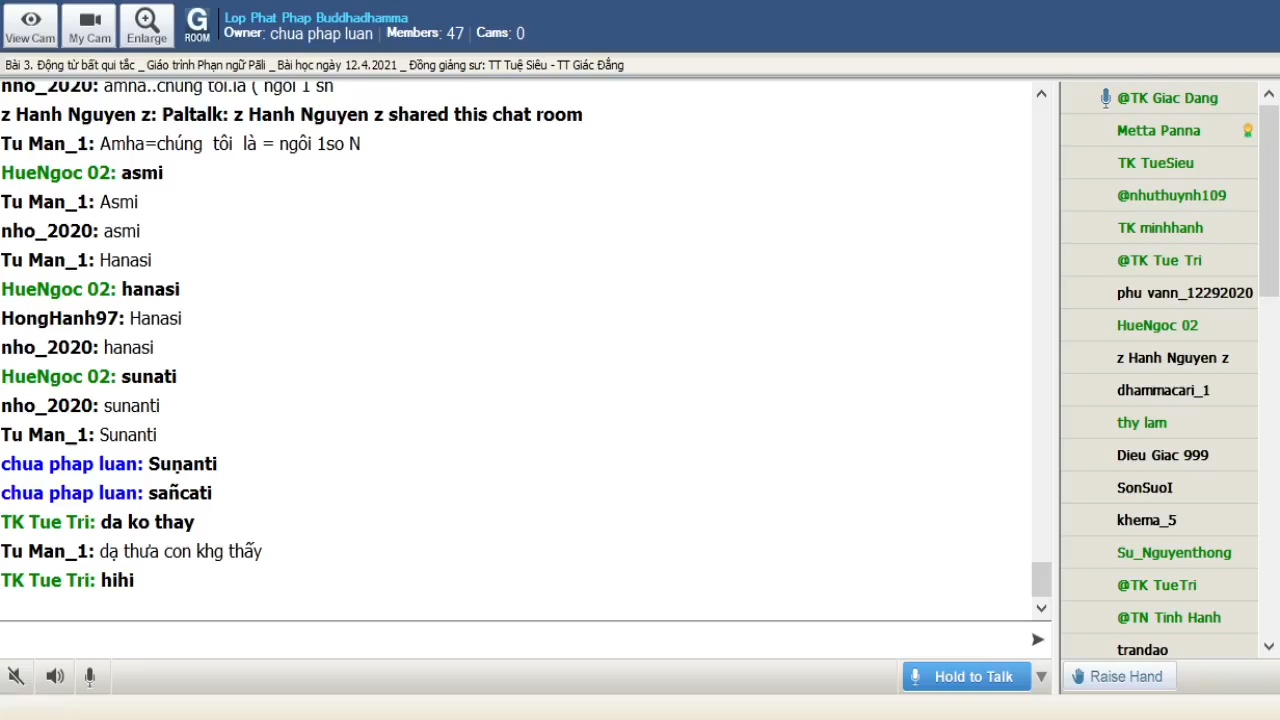 View Cam
My Cam
Enlarge
G
ROOM
Lop Phat Phap Buddhadhamma
Owner: chua phap luan Members: 47 Cams: 0
Bài 3. Động từ bất qui tắc _ Giáo trình Phạn ngữ Pāli _ Bài học ngày 12.4.2021 _ Đồng giảng sư: TT Tuệ Siêu - TT Giác Đẳng
nho_2020: amha..chúng tôi.là ( ngôi 1 sn
z Hanh Nguyen z: Paltalk: z Hanh Nguyen z shared this chat room
Tu Man_1: Amha=chúng tôi là = ngôi 1so N
HueNgoc 02: asmi
Tu Man_1: Asmi
nho_2020: asmi
Tu Man_1: Hanasi
HueNgoc 02: hanasi
HongHanh97: Hanasi
nho_2020: hanasi
HueNgoc 02: sunati
nho_2020: sunanti
Tu Man_1: Sunanti
chua phap luan: Suṇanti
chua phap luan: sañcati
TK Tue Tri: da ko thay
Tu Man_1: dạ thưa con khg thấy
TK Tue Tri: hihi
@TK Giac Dang
Metta Panna
TK TueSieu
@nhuthuynh109
TK minhhanh
@TK Tue Tri
phu vann_12292020
HueNgoc 02
z Hanh Nguyen z
dhammacari_1
thy lam
Dieu Giac 999
SonSuoI
khema_5
Su_Nguyenthong
@TK TueTri
@TN Tinh Hanh
trandao
Hold to Talk
Raise Hand